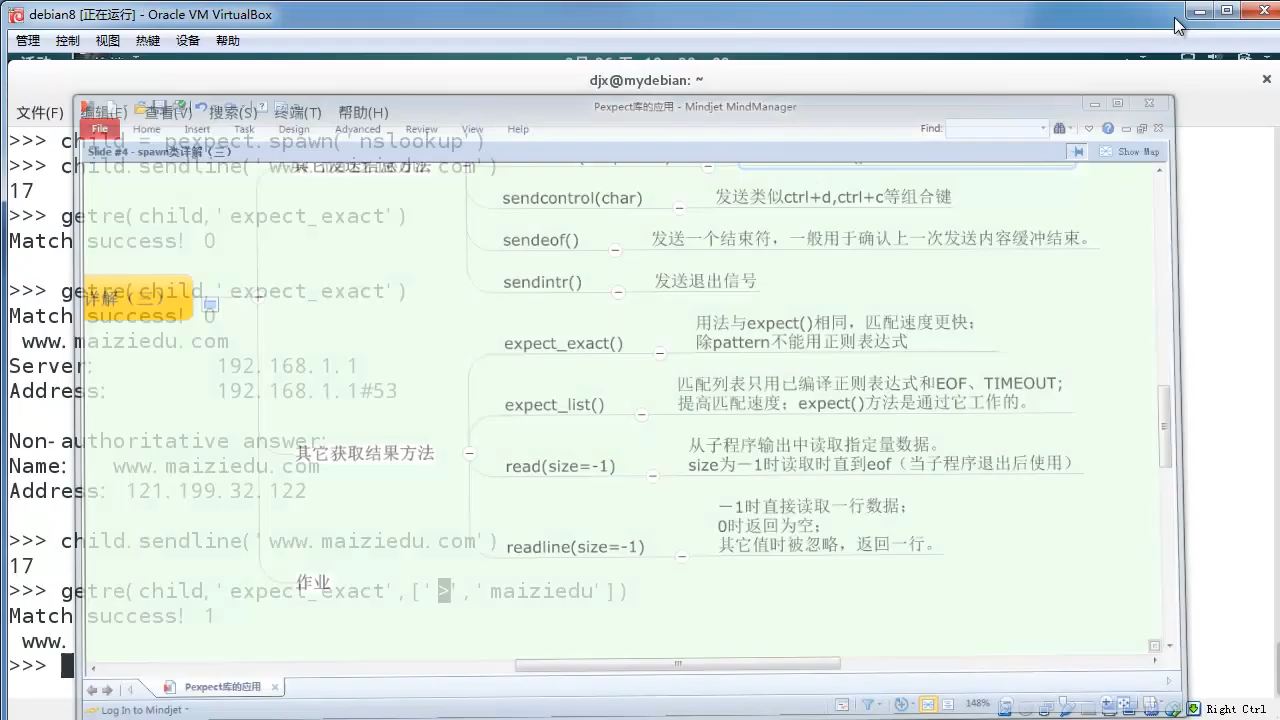 debian8 [正在运行] - Oracle VM VirtualBox
管理 控制 视图 热键 设备 帮助
djx@mydebian: ~
文件(F) 编辑(E) 查看(V) 搜索(S) 终端(T) 帮助(H)
Pexpect库的应用 - Mindjet MindManager
File Home Insert Task Design Advanced Review View Help Find:
Slide #4 - spawn类详解（三） Show Map
>>> child = pexpect.spawn('nslookup')
>>> child.sendline('www.maiziedu.com')
17
>>> getre(child,'expect_exact')
Match success! 0
>>> getre(child,'expect_exact')
Match success! 0
www.maiziedu.com
Server: 192.168.1.1
Address: 192.168.1.1#53
Non-authoritative answer:
Name: www.maiziedu.com
Address: 121.199.32.122
>>> child.sendline('www.maiziedu.com')
17
>>> getre(child,'expect_exact',['>','maiziedu'])
Match success! 1
www.
>>>
详解（三）
sendcontrol(char) 发送类似ctrl+d,ctrl+c等组合键
sendeof() 发送一个结束符，一般用于确认上一次发送内容缓冲结束。
sendintr() 发送退出信号
其它获取结果方法
expect_exact() 用法与expect()相同，匹配速度更快；
除pattern不能用正则表达式
expect_list() 匹配列表只用已编译正则表达式和EOF、TIMEOUT;
提高匹配速度；expect()方法是通过它工作的。
read(size=-1) 从子程序输出中读取指定量数据。
size为－1时读取时直到eof（当子程序退出后使用）
readline(size=-1) －1时直接读取一行数据；
0时返回为空；
其它值时被忽略，返回一行。
作业
Pexpect库的应用
Log In to Mindjet 148%
Right Ctrl